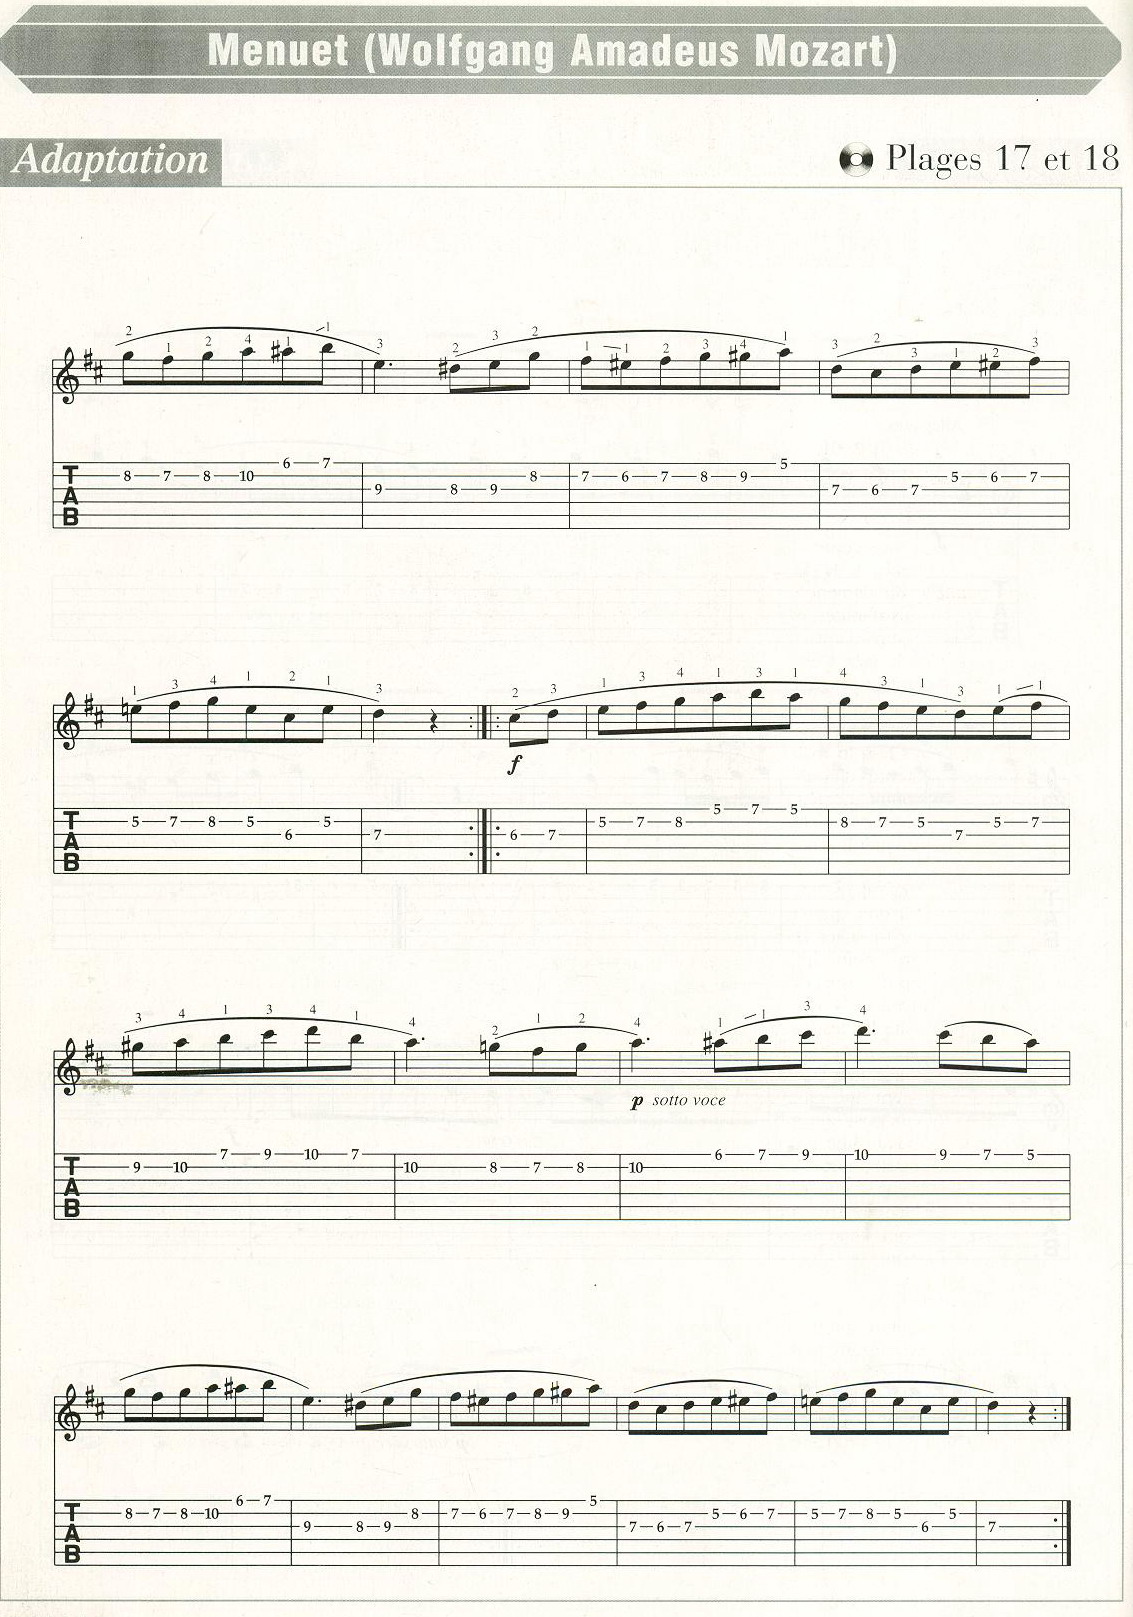 Menuet (Wolfgang Amadeus Mozart)
Adaptation
Plages 17 et 18
2 1 2 4 1 1 3 2 3 2 1 1 2 3 4 1 3 2 3 1 2 3
T 8 7 8 10 6 7 9 8 9 8 7 6 7 8 9 5 7 6 7 5 6 7
A
B
1 3 4 1 2 1 3 2 3 1 3 4 1 3 1 4 3 1 3 1 1
f
T 5 7 8 5 6 5 7 6 7 5 7 8 5 7 5 8 7 5 7 5 7
A
B
3 4 1 3 4 1 4 2 1 2 4 1 1 3 4
p sotto voce
T 9 10 7 9 10 7 10 8 7 8 10 6 7 9 10 9 7 5
A
B
T 8 7 8 10 6 7 9 8 9 8 7 6 7 8 9 5 7 6 7 5 6 7 5 7 8 5 6 5 7
A
B